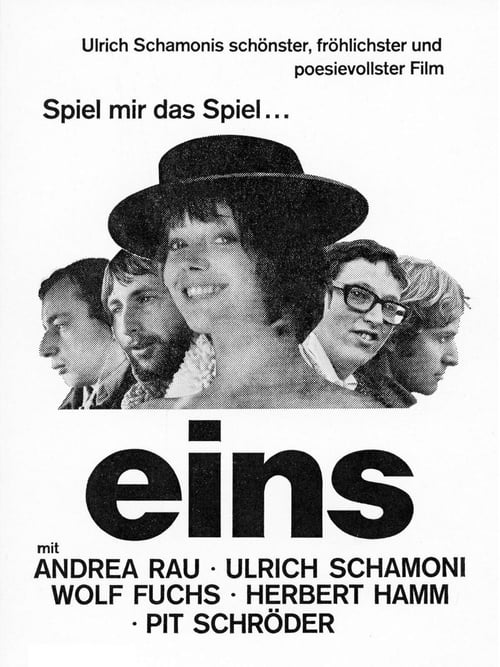 Ulrich Schamonis schönster, fröhlichster und
poesievollster Film
Spiel mir das Spiel...
eins
mit
ANDREA RAU · ULRICH SCHAMONI
WOLF FUCHS · HERBERT HAMM
· PIT SCHRÖDER